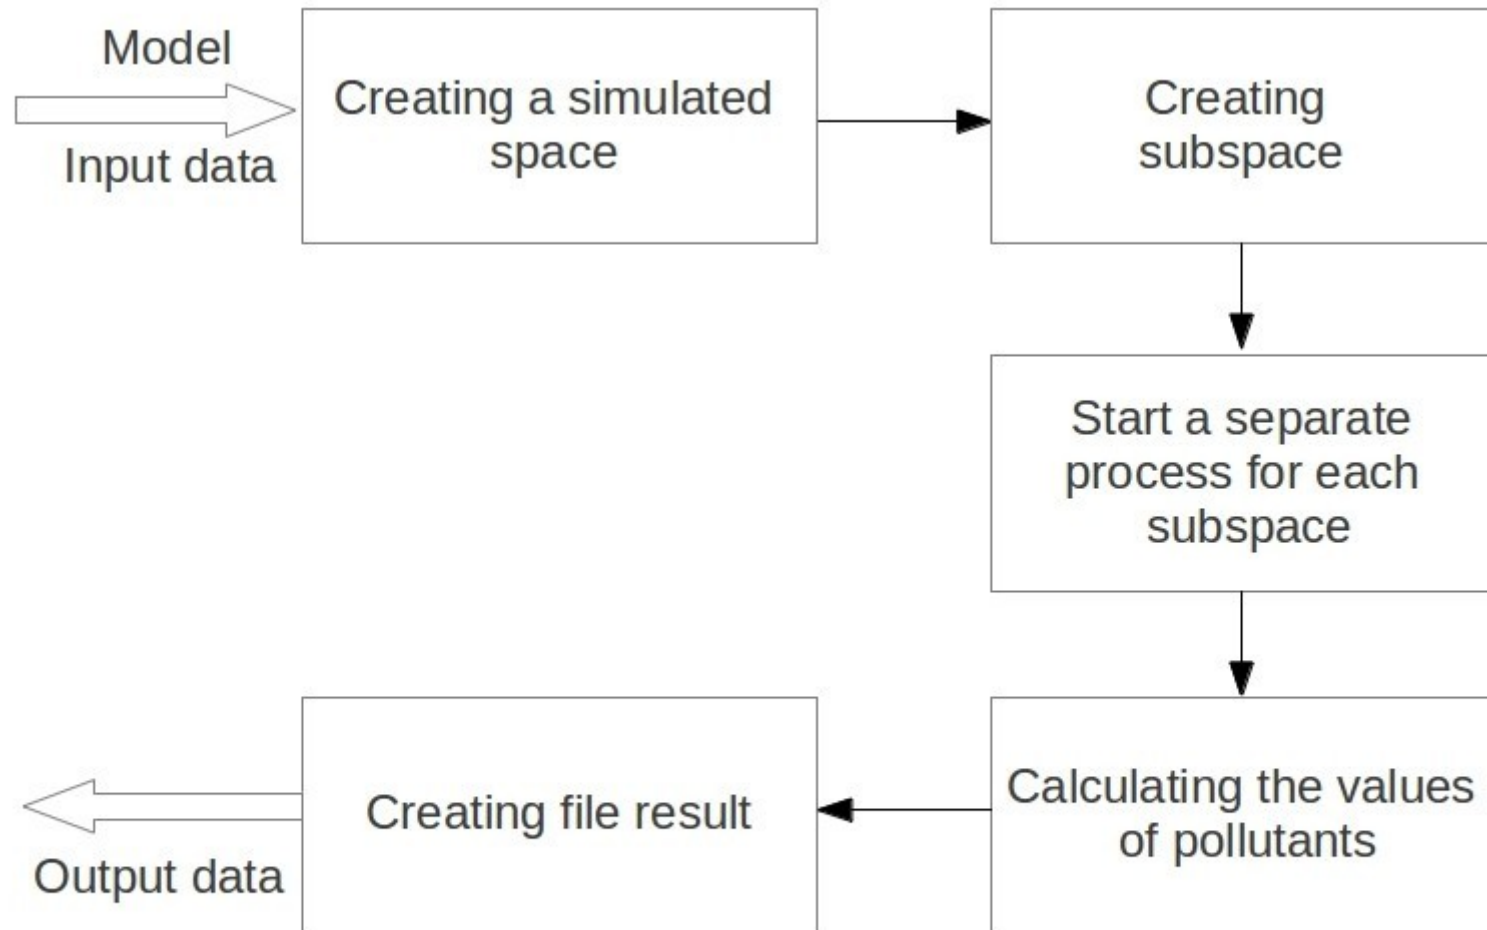 Model
Input data
Creating a simulated
space
Creating
subspace
Start a separate
process for each
subspace
Calculating the values
of pollutants
Creating file result
Output data